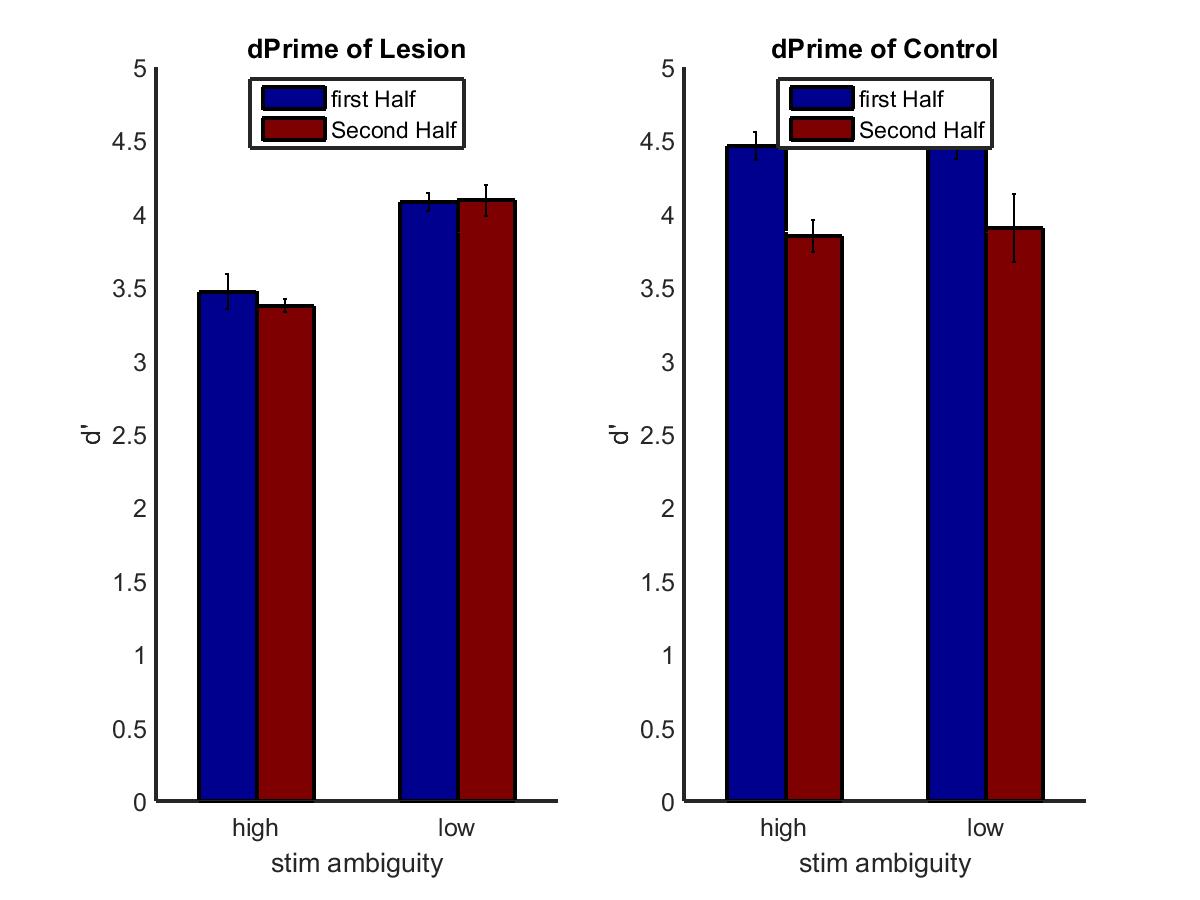 dPrime of Lesion
first Half
Second Half
5
4.5
4
3.5
3
2.5
2
1.5
1
0.5
0
d'
high low
stim ambiguity
dPrime of Control
first Half
Second Half
5
4.5
4
3.5
3
2.5
2
1.5
1
0.5
0
d'
high low
stim ambiguity